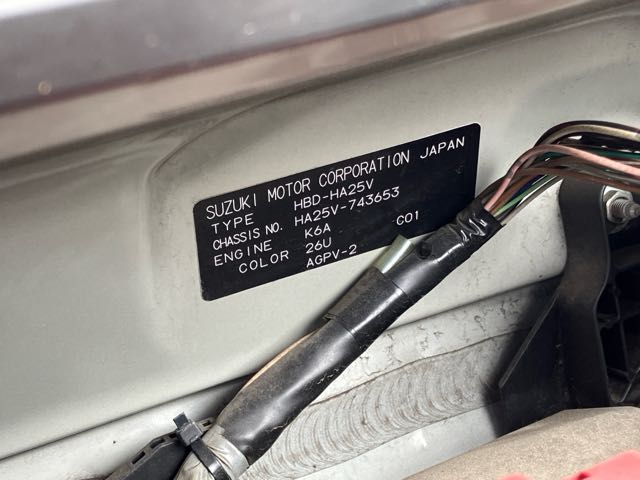 SUZUKI MOTOR CORPORATION JAPAN
TYPE HBD-HA25V
CHASSIS NO. HA25V-743653
ENGINE K6A C01
COLOR 26U
AGPV-2